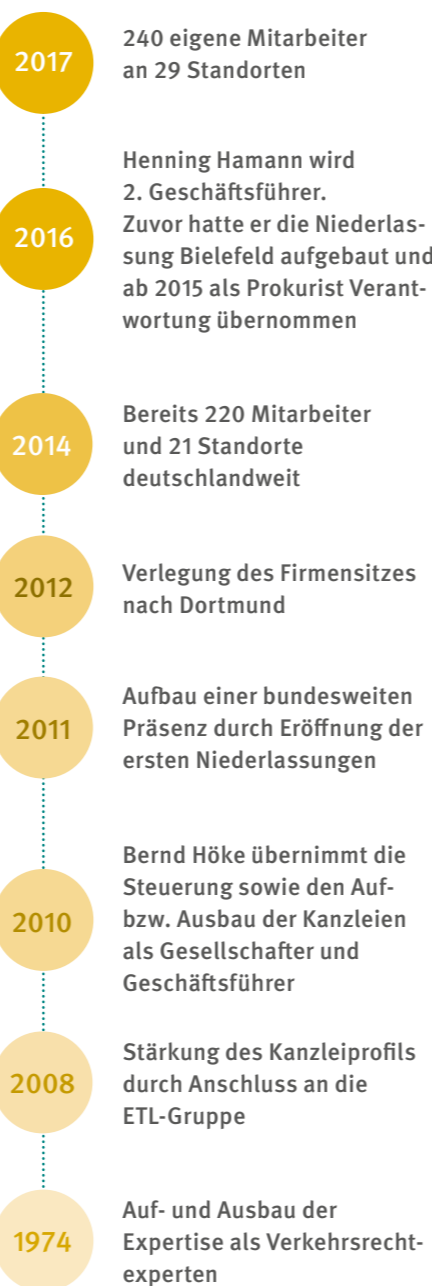 2017
240 eigene Mitarbeiter
an 29 Standorten
2016
Henning Hamann wird
2. Geschäftsführer.
Zuvor hatte er die Niederlas-
sung Bielefeld aufgebaut und
ab 2015 als Prokurist Verant-
wortung übernommen
2014
Bereits 220 Mitarbeiter
und 21 Standorte
deutschlandweit
2012
Verlegung des Firmensitzes
nach Dortmund
2011
Aufbau einer bundesweiten
Präsenz durch Eröffnung der
ersten Niederlassungen
2010
Bernd Höke übernimmt die
Steuerung sowie den Auf-
bzw. Ausbau der Kanzleien
als Gesellschafter und
Geschäftsführer
2008
Stärkung des Kanzleiprofils
durch Anschluss an die
ETL-Gruppe
1974
Auf- und Ausbau der
Expertise als Verkehrsrecht-
experten